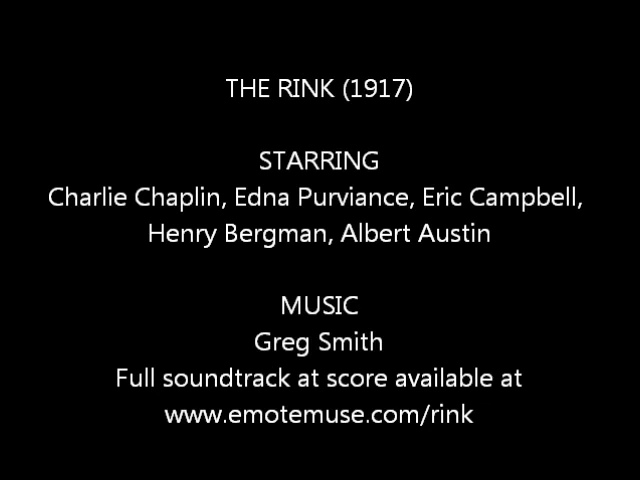 THE RINK (1917)
STARRING
Charlie Chaplin, Edna Purviance, Eric Campbell,
Henry Bergman, Albert Austin
MUSIC
Greg Smith
Full soundtrack at score available at
www.emotemuse.com/rink